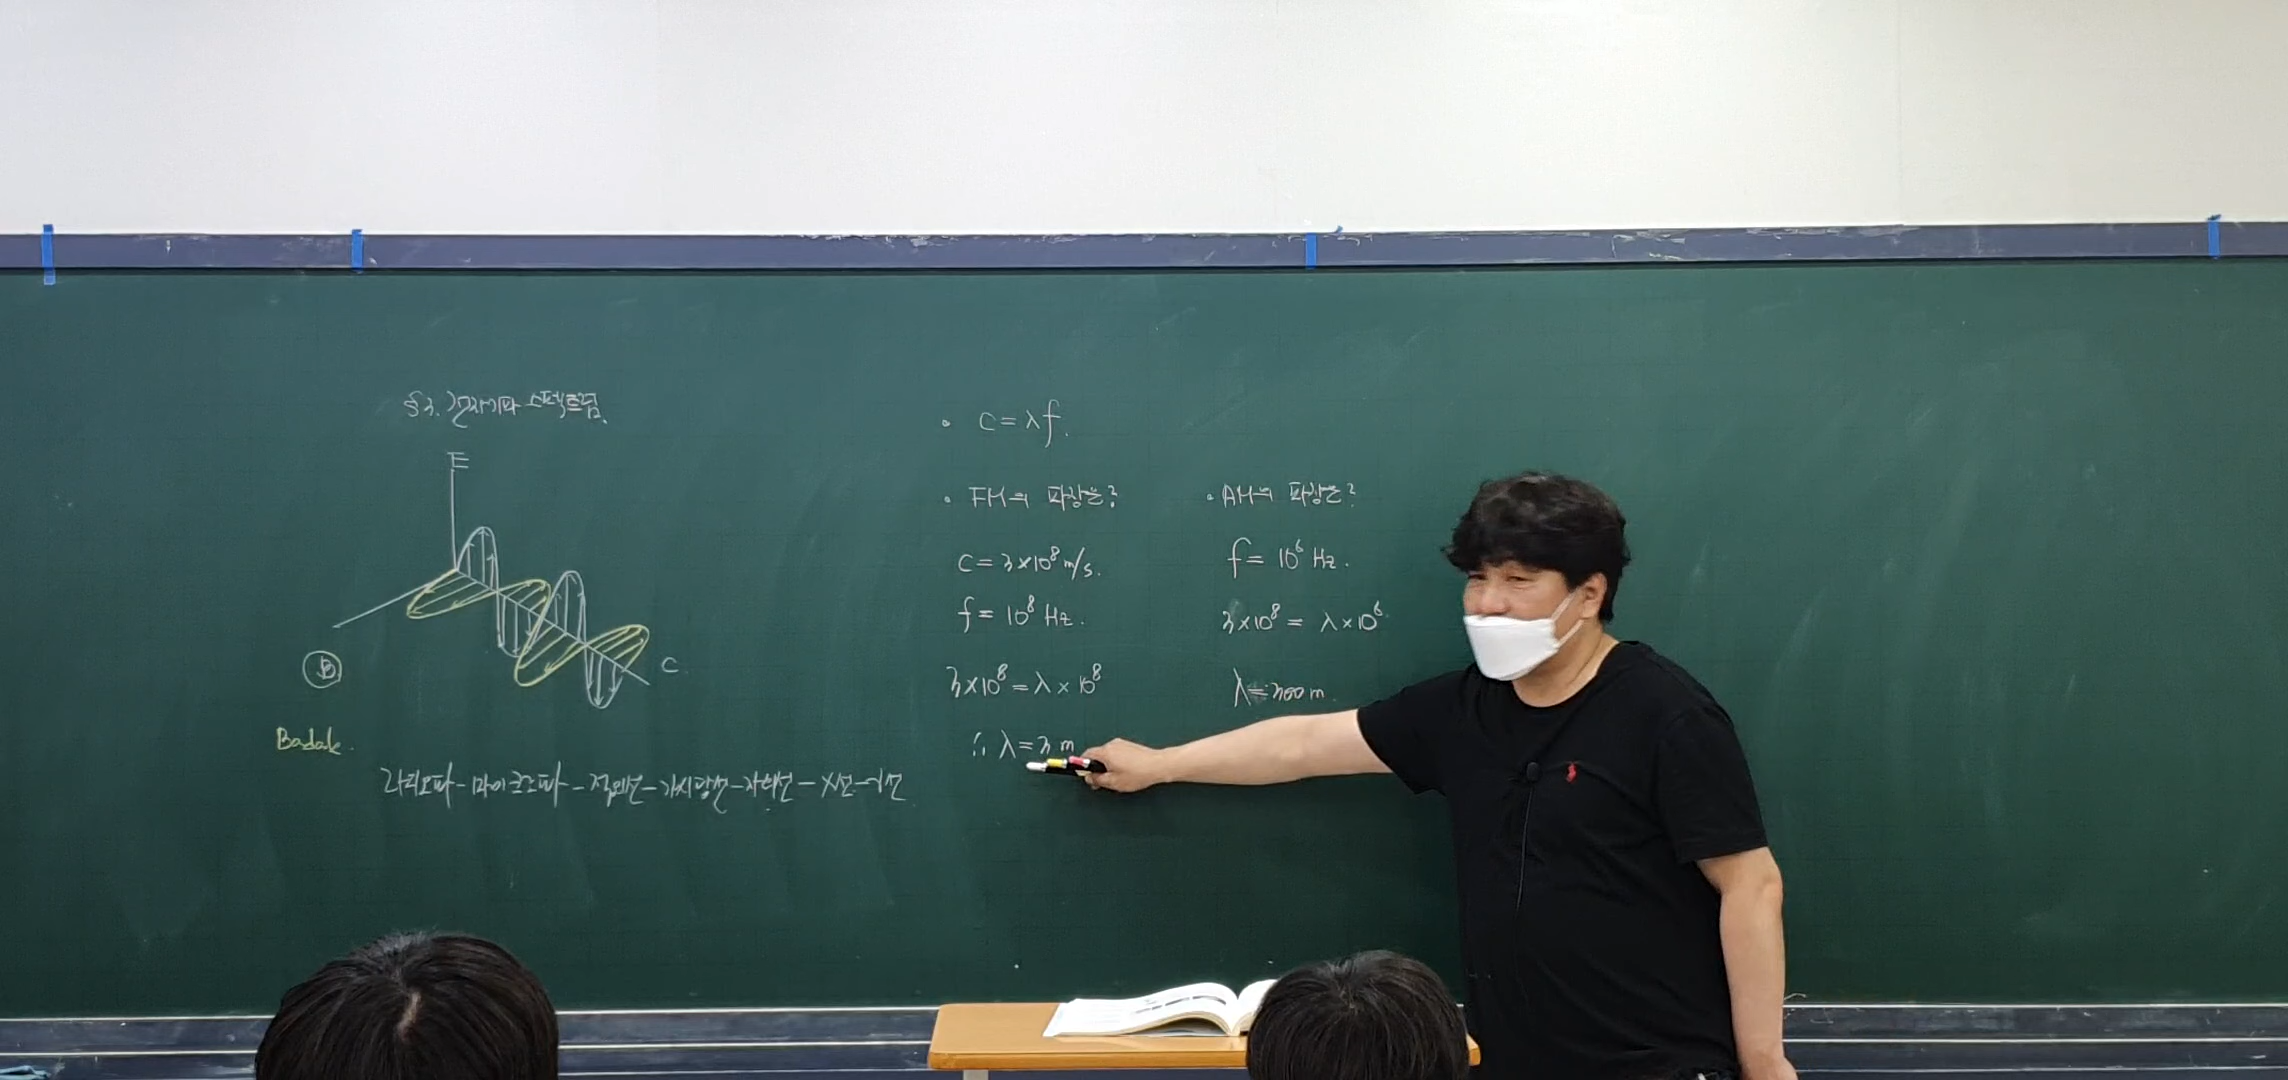 §3. 전자기파 스펙트럼.
E
B
C
Badak.
라디오파-마이크로파-적외선-가시광선-자외선-X선-γ선
• C=λf.
• FM의 파장은?
C=3×10⁸ m/s.
f= 10⁸ Hz.
3×10⁸=λ×10⁸
∴ λ=3 m
• AM의 파장은?
f= 10⁶ Hz.
3×10⁸= λ×10⁶
λ=300 m.